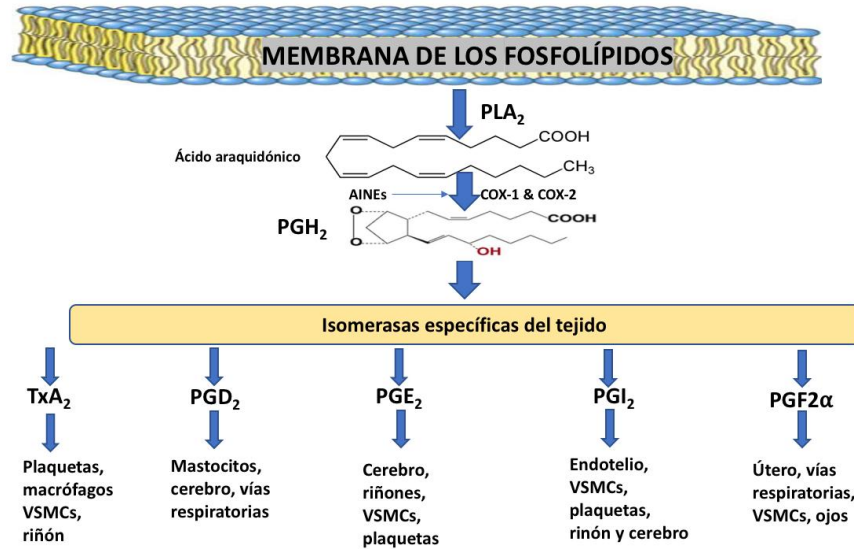 MEMBRANA DE LOS FOSFOLÍPIDOS
PLA₂
COOH
Ácido araquidónico
CH₃
AINEs
COX-1 & COX-2
PGH₂
O
O
COOH
OH
Isomerasas específicas del tejido
TxA₂
PGD₂
PGE₂
PGI₂
PGF2α
Plaquetas,
macrófagos
VSMCs,
riñón
Mastocitos,
cerebro, vías
respiratorias
Cerebro,
riñones,
VSMCs,
plaquetas
Endotelio,
VSMCs,
plaquetas,
rinón y cerebro
Útero, vías
respiratorias,
VSMCs, ojos